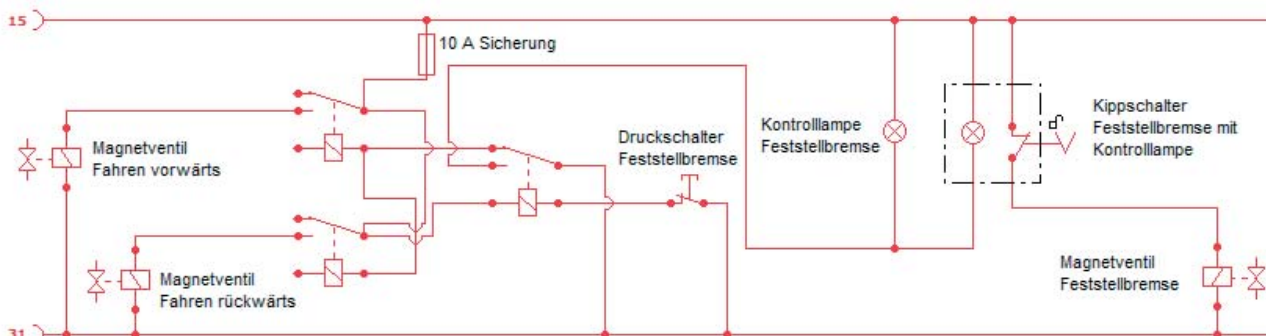 15
10 A Sicherung
Magnetventil
Fahren vorwärts
Druckschalter
Feststellbremse
Kontrolllampe
Feststellbremse
Kippschalter
Feststellbremse mit
Kontrolllampe
Magnetventil
Fahren rückwärts
Magnetventil
Feststellbremse
31